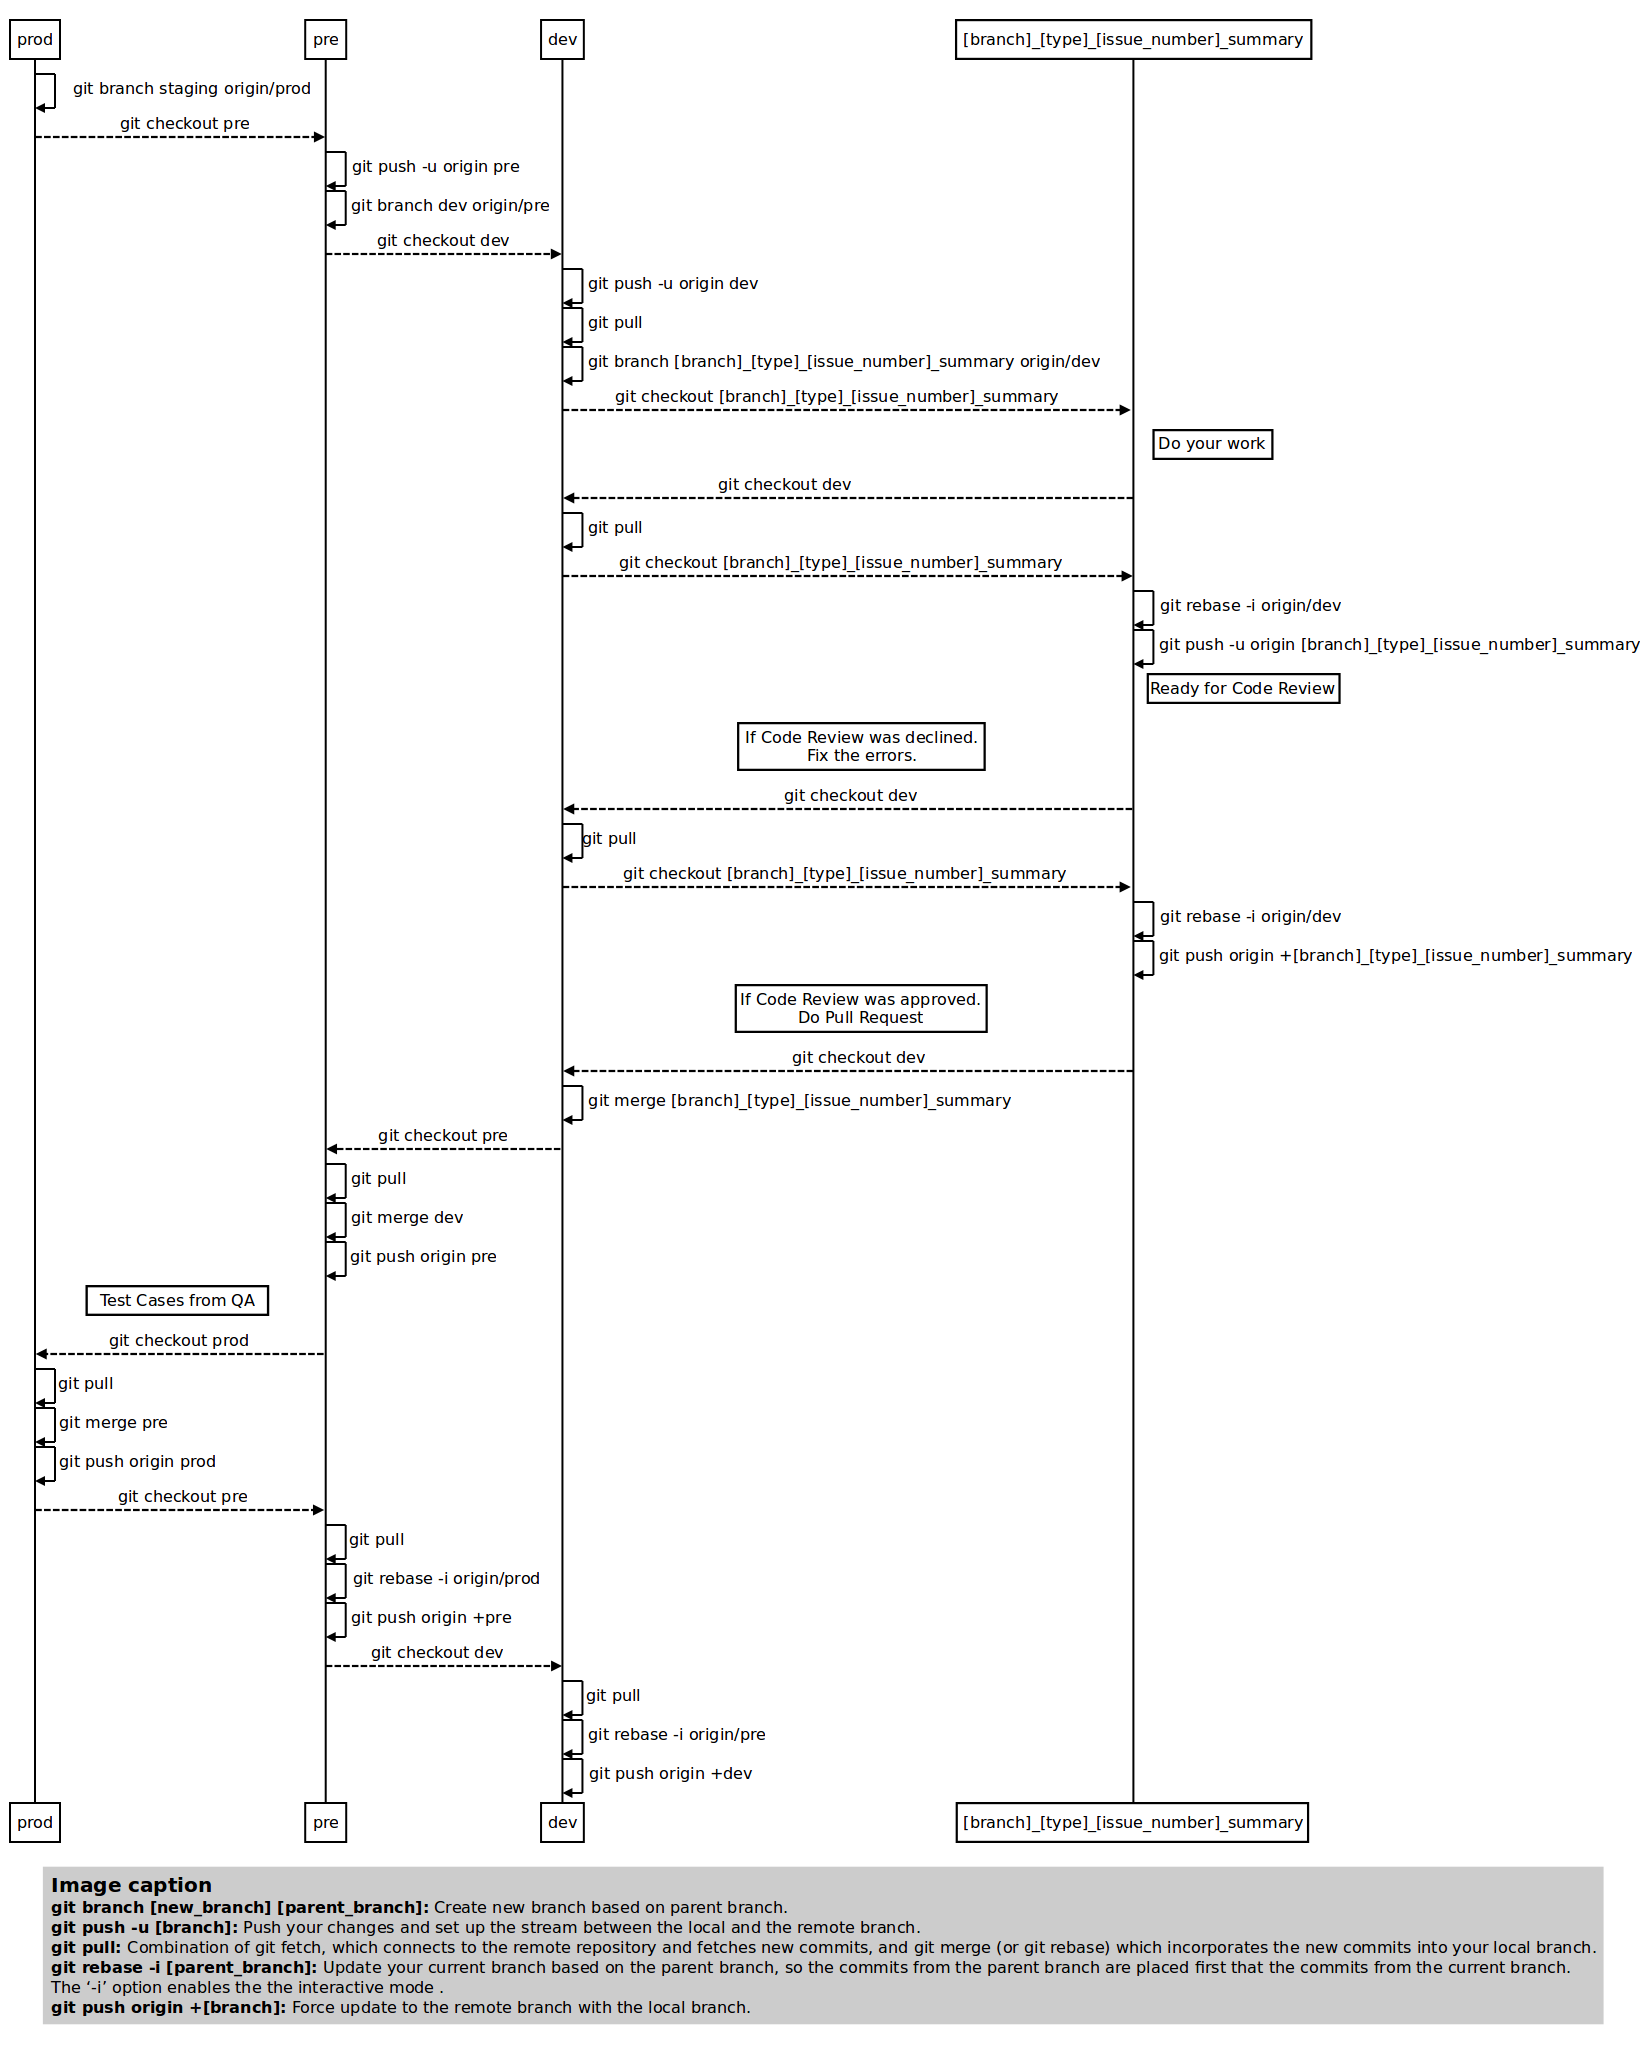 prod
pre
dev
[branch]_[type]_[issue_number]_summary
git branch staging origin/prod
git checkout pre
git push -u origin pre
git branch dev origin/pre
git checkout dev
git push -u origin dev
git pull
git branch [branch]_[type]_[issue_number]_summary origin/dev
git checkout [branch]_[type]_[issue_number]_summary
Do your work
git checkout dev
git pull
git checkout [branch]_[type]_[issue_number]_summary
git rebase -i origin/dev
git push -u origin [branch]_[type]_[issue_number]_summary
Ready for Code Review
If Code Review was declined.
Fix the errors.
git checkout dev
git pull
git checkout [branch]_[type]_[issue_number]_summary
git rebase -i origin/dev
git push origin +[branch]_[type]_[issue_number]_summary
If Code Review was approved.
Do Pull Request
git checkout dev
git merge [branch]_[type]_[issue_number]_summary
git checkout pre
git pull
git merge dev
git push origin pre
Test Cases from QA
git checkout prod
git pull
git merge pre
git push origin prod
git checkout pre
git pull
git rebase -i origin/prod
git push origin +pre
git checkout dev
git pull
git rebase -i origin/pre
git push origin +dev
prod
pre
dev
[branch]_[type]_[issue_number]_summary
Image caption
git branch [new_branch] [parent_branch]: Create new branch based on parent branch.
git push -u [branch]: Push your changes and set up the stream between the local and the remote branch.
git pull: Combination of git fetch, which connects to the remote repository and fetches new commits, and git merge (or git rebase) which incorporates the new commits into your local branch.
git rebase -i [parent_branch]: Update your current branch based on the parent branch, so the commits from the parent branch are placed first that the commits from the current branch.
The ‘-i’ option enables the the interactive mode .
git push origin +[branch]: Force update to the remote branch with the local branch.